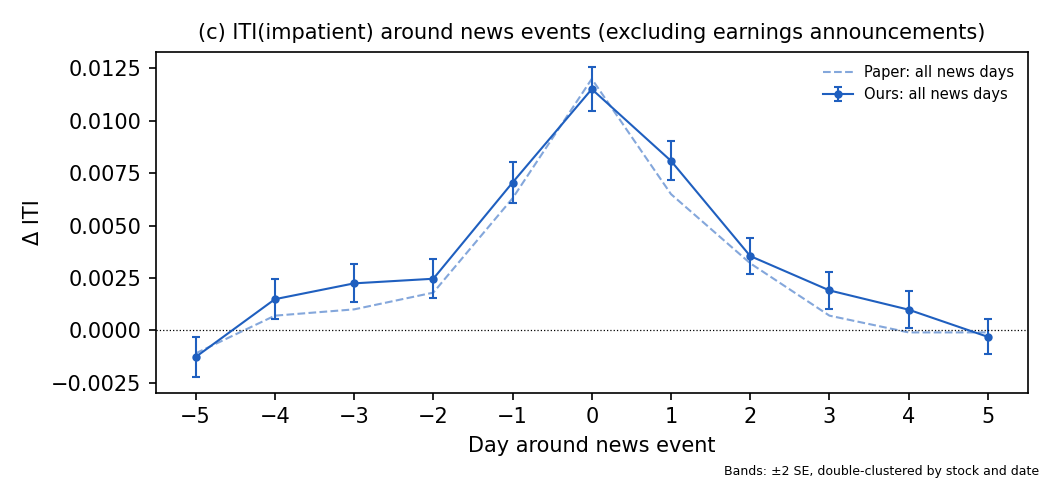 (c) ITI(impatient) around news events (excluding earnings announcements)
Paper: all news days
Ours: all news days
Δ ITI
0.0125
0.0100
0.0075
0.0050
0.0025
0.0000
−0.0025
−5 −4 −3 −2 −1 0 1 2 3 4 5
Day around news event
Bands: ±2 SE, double-clustered by stock and date